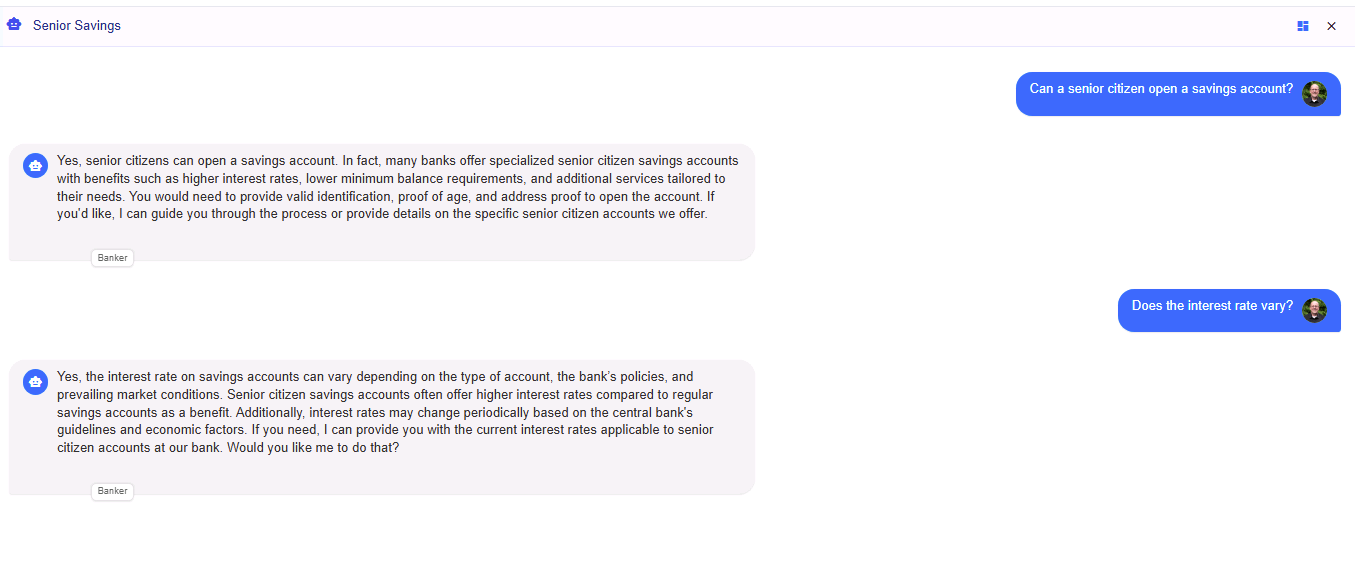 Senior Savings
Can a senior citizen open a savings account?
Yes, senior citizens can open a savings account. In fact, many banks offer specialized senior citizen savings accounts
with benefits such as higher interest rates, lower minimum balance requirements, and additional services tailored to
their needs. You would need to provide valid identification, proof of age, and address proof to open the account. If
you'd like, I can guide you through the process or provide details on the specific senior citizen accounts we offer.
Banker
Does the interest rate vary?
Yes, the interest rate on savings accounts can vary depending on the type of account, the bank's policies, and
prevailing market conditions. Senior citizen savings accounts often offer higher interest rates compared to regular
savings accounts as a benefit. Additionally, interest rates may change periodically based on the central bank's
guidelines and economic factors. If you need, I can provide you with the current interest rates applicable to senior
citizen accounts at our bank. Would you like me to do that?
Banker